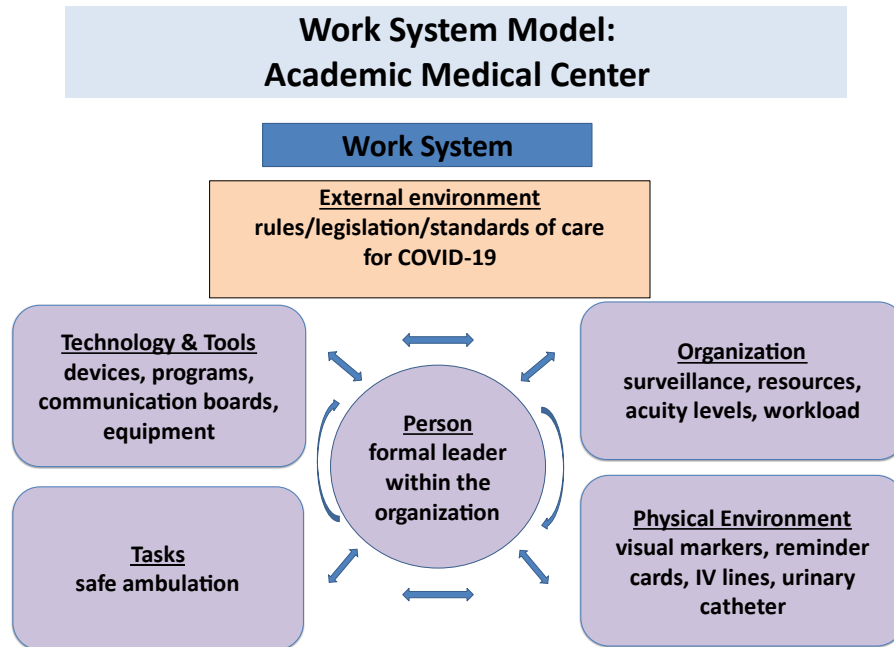 Work System Model:
Academic Medical Center
Work System
External environment
rules/legislation/standards of care
for COVID-19
Technology & Tools
devices, programs,
communication boards,
equipment
Organization
surveillance, resources,
acuity levels, workload
Person
formal leader
within the
organization
Tasks
safe ambulation
Physical Environment
visual markers, reminder
cards, IV lines, urinary
catheter